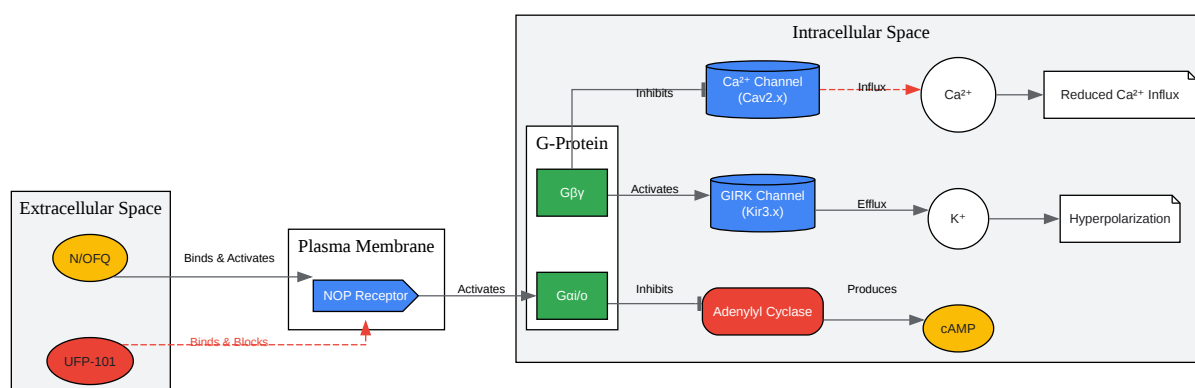 Extracellular Space
N/OFQ
UFP-101
Binds & Activates
Binds & Blocks
Plasma Membrane
NOP Receptor
Activates
Intracellular Space
G-Protein
Gβγ
Gαi/o
Inhibits
Ca²⁺ Channel
(Cav2.x)
Influx
Ca²⁺
Reduced Ca²⁺ Influx
Activates
GIRK Channel
(Kir3.x)
Efflux
K⁺
Hyperpolarization
Inhibits
Adenylyl Cyclase
Produces
cAMP